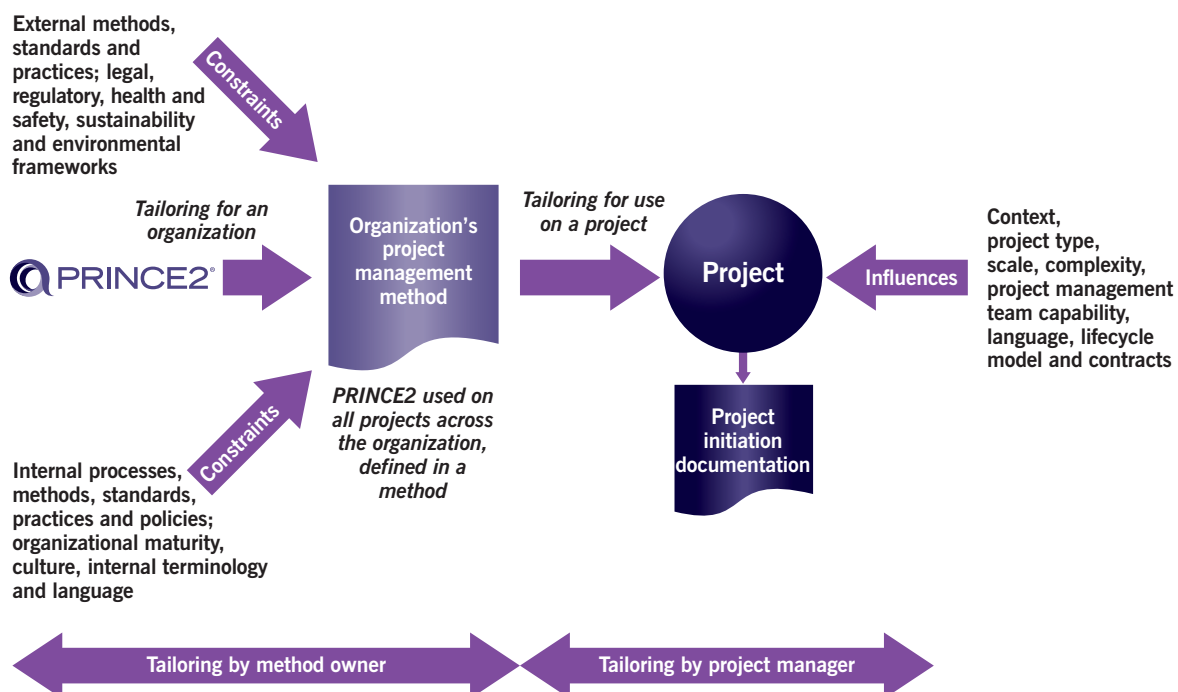 External methods,
standards and
practices; legal,
regulatory, health and
safety, sustainability
and environmental
frameworks
Constraints
Tailoring for an
organization
PRINCE2®
Organization's
project
management
method
Tailoring for use
on a project
Project
Influences
Context,
project type,
scale, complexity,
project management
team capability,
language, lifecycle
model and contracts
PRINCE2 used on
all projects across
the organization,
defined in a
method
Project
initiation
documentation
Constraints
Internal processes,
methods, standards,
practices and policies;
organizational maturity,
culture, internal terminology
and language
Tailoring by method owner
Tailoring by project manager